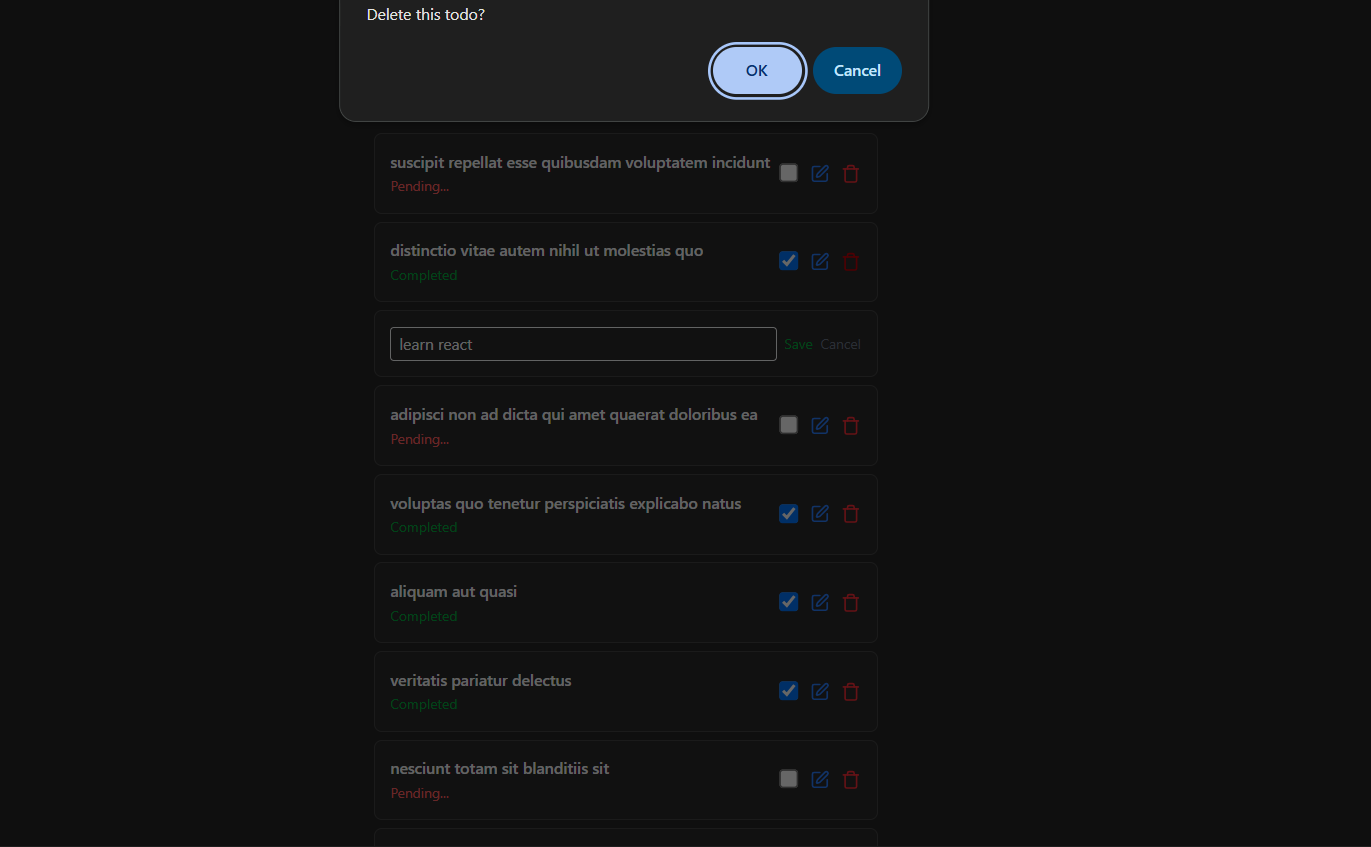 Delete this todo?
OK Cancel
suscipit repellat esse quibusdam voluptatem incidunt
Pending...
distinctio vitae autem nihil ut molestias quo
Completed
learn react Save Cancel
adipisci non ad dicta qui amet quaerat doloribus ea
Pending...
voluptas quo tenetur perspiciatis explicabo natus
Completed
aliquam aut quasi
Completed
veritatis pariatur delectus
Completed
nesciunt totam sit blanditiis sit
Pending...